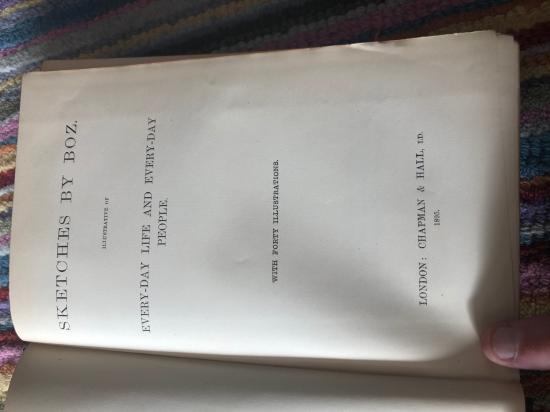 SKETCHES BY BOZ.
ILLUSTRATIVE OF
EVERY-DAY LIFE AND EVERY-DAY
PEOPLE.
WITH FORTY ILLUSTRATIONS.
LONDON: CHAPMAN & HALL, LD.
1895.